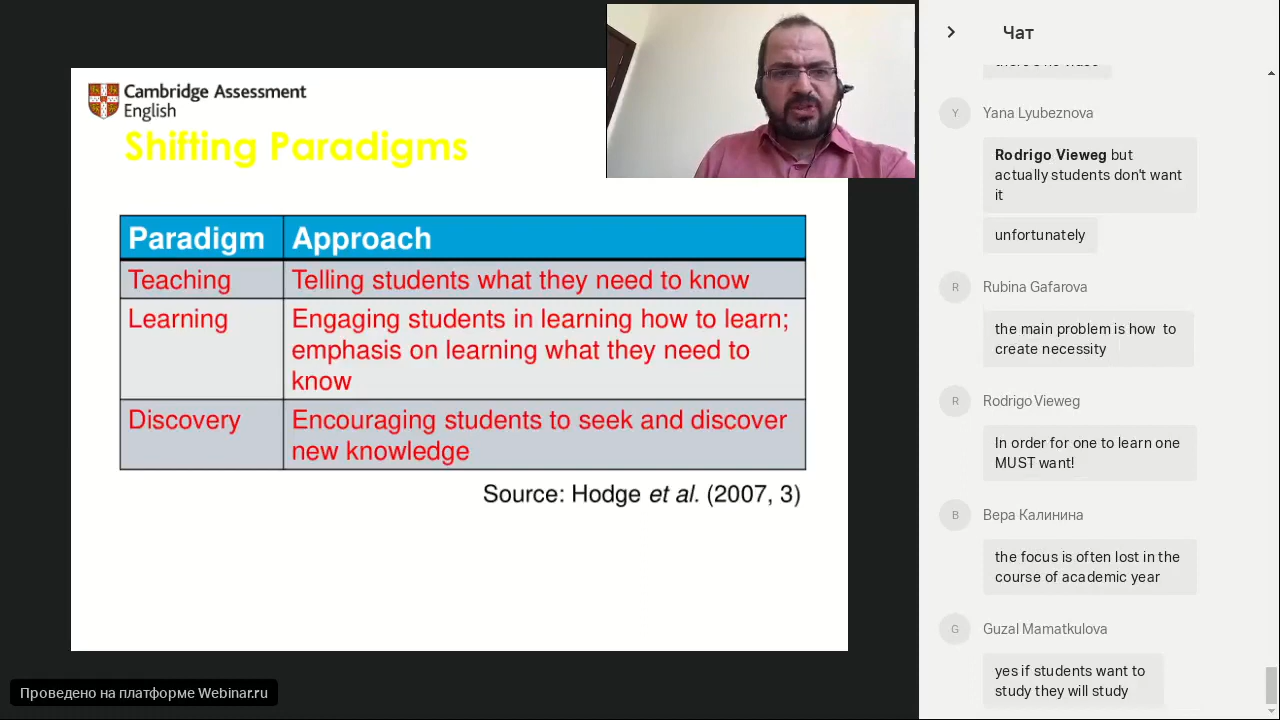 Cambridge Assessment
English
Shifting Paradigms
Paradigm Approach
Teaching Telling students what they need to know
Learning Engaging students in learning how to learn;
emphasis on learning what they need to
know
Discovery Encouraging students to seek and discover
new knowledge
Source: Hodge et al. (2007, 3)
Проведено на платформе Webinar.ru
Чат
Y Yana Lyubeznova
Rodrigo Vieweg but
actually students don't want
it
unfortunately
R Rubina Gafarova
the main problem is how to
create necessity
R Rodrigo Vieweg
In order for one to learn one
MUST want!
В Вера Калинина
the focus is often lost in the
course of academic year
G Guzal Mamatkulova
yes if students want to
study they will study